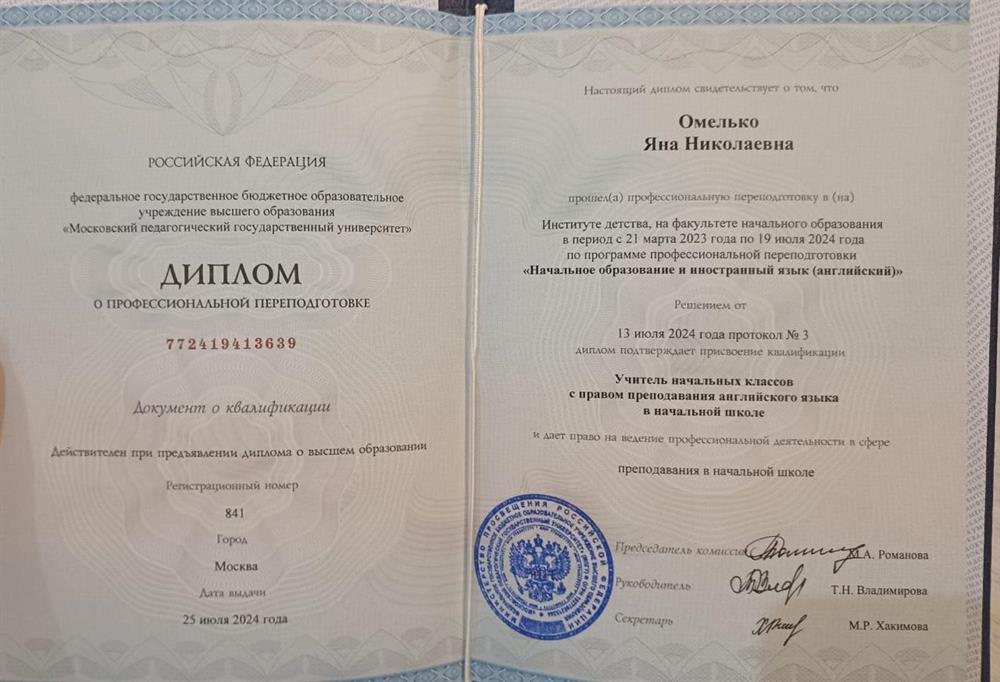 РОССИЙСКАЯ ФЕДЕРАЦИЯ
федеральное государственное бюджетное образовательное
учреждение высшего образования
«Московский педагогический государственный университет»
ДИПЛОМ
О ПРОФЕССИОНАЛЬНОЙ ПЕРЕПОДГОТОВКЕ
772419413639
Документ о квалификации
Действителен при предъявлении диплома о высшем образовании
Регистрационный номер
841
Город
Москва
Дата выдачи
25 июля 2024 года
Настоящий диплом свидетельствует о том, что
Омелько
Яна Николаевна
прошел(а) профессиональную переподготовку в (на)
Институте детства, на факультете начального образования
в период с 21 марта 2023 года по 19 июля 2024 года
по программе профессиональной переподготовки
«Начальное образование и иностранный язык (английский)»
Решением от
13 июля 2024 года протокол № 3
диплом подтверждает присвоение квалификации
Учитель начальных классов
с правом преподавания английского языка
в начальной школе
и дает право на ведение профессиональной деятельности в сфере
преподавания в начальной школе
МИНИСТЕРСТВО ПРОСВЕЩЕНИЯ РОССИЙСКОЙ ФЕДЕРАЦИИ
Председатель комиссии М.А. Романова
Руководитель Т.Н. Владимирова
Секретарь М.Р. Хакимова